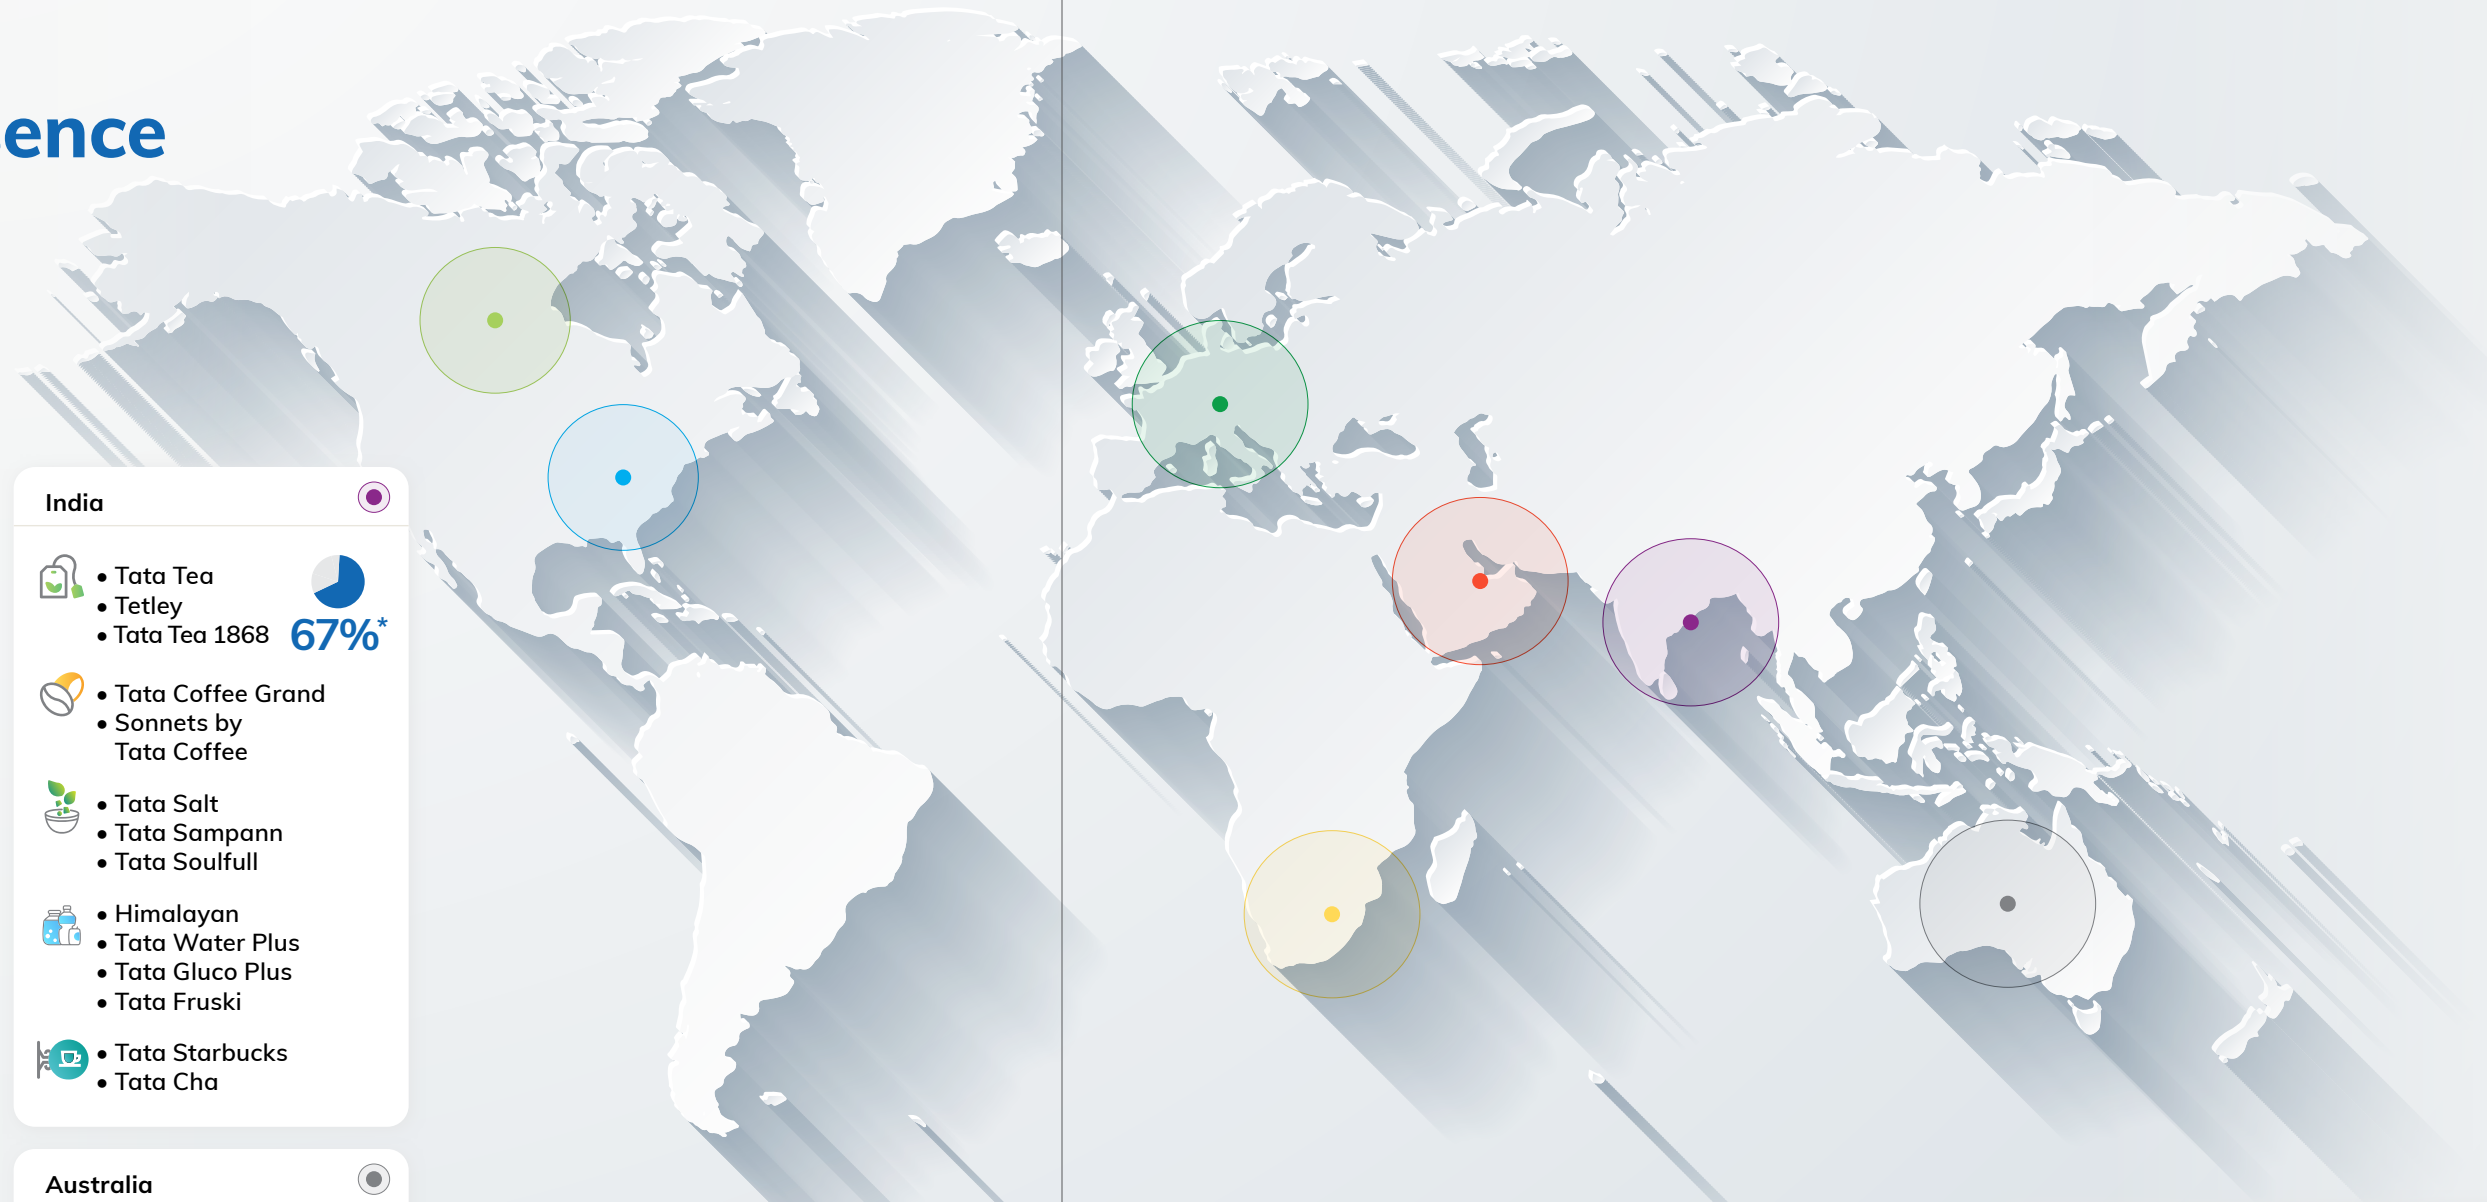 ence
India
• Tata Tea
• Tetley
• Tata Tea 1868
67%*
• Tata Coffee Grand
• Sonnets by
Tata Coffee
• Tata Salt
• Tata Sampann
• Tata Soulfull
• Himalayan
• Tata Water Plus
• Tata Gluco Plus
• Tata Fruski
• Tata Starbucks
• Tata Cha
Australia